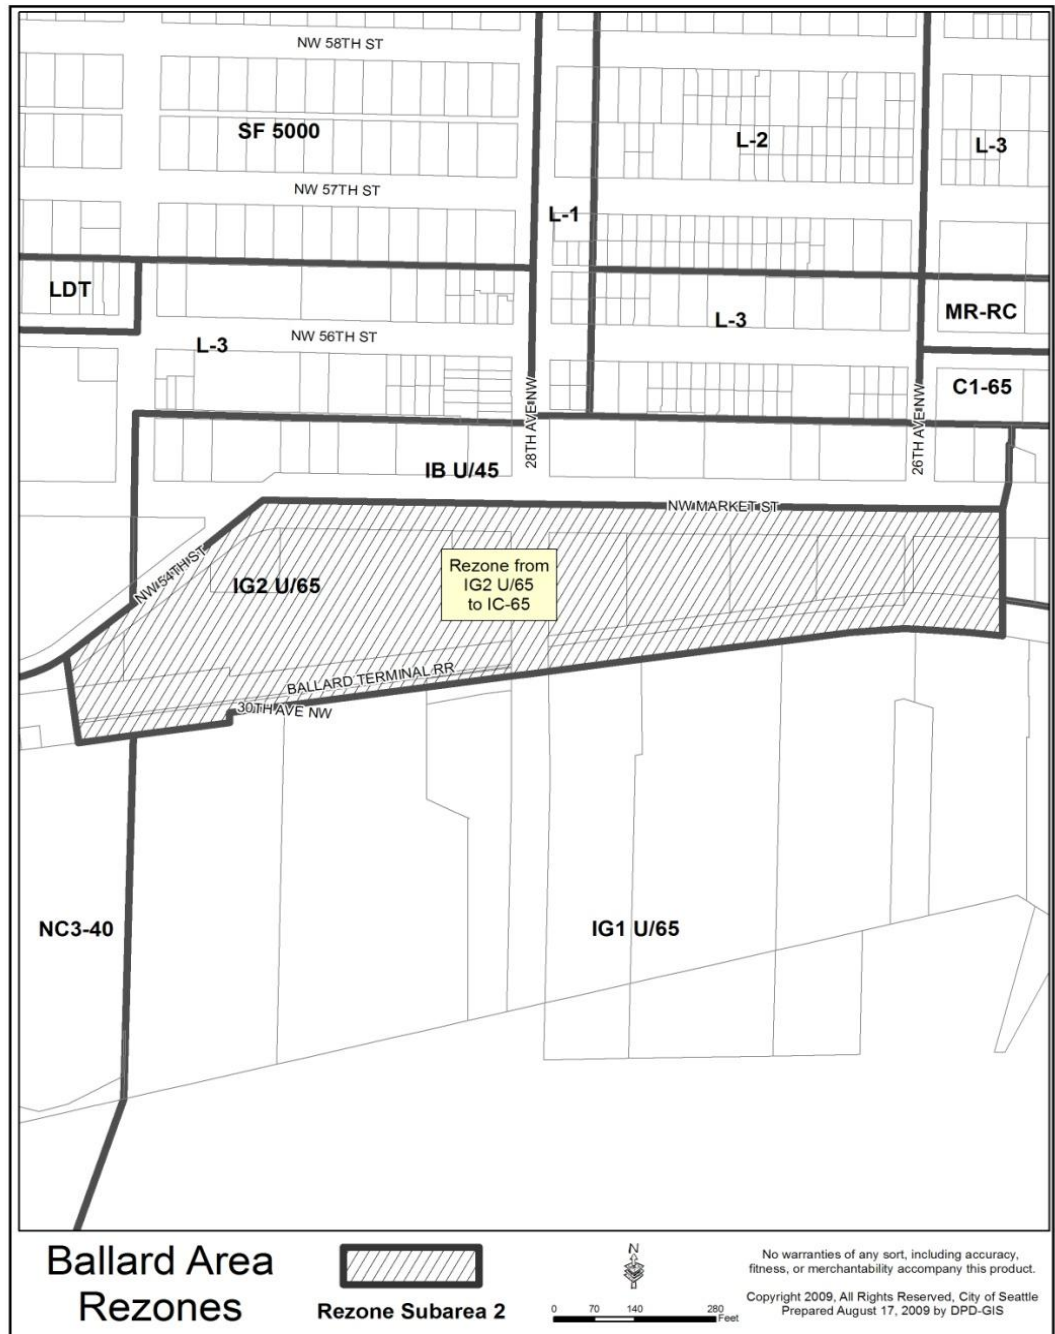 NW 58TH ST
SF 5000
L-2
L-3
NW 57TH ST
L-1
LDT
MR-RC
L-3
NW 56TH ST
L-3
C1-65
28TH AVE NW
26TH AVE NW
IB U/45
NW MARKET ST
NW 54TH ST
IG2 U/65
Rezone from
IG2 U/65
to IC-65
BALLARD TERMINAL RR
30TH AVE NW
NC3-40
IG1 U/65
Ballard Area
Rezones
Rezone Subarea 2
N
0 70 140 280
Feet
No warranties of any sort, including accuracy,
fitness, or merchantability accompany this product.
Copyright 2009, All Rights Reserved, City of Seattle
Prepared August 17, 2009 by DPD-GIS